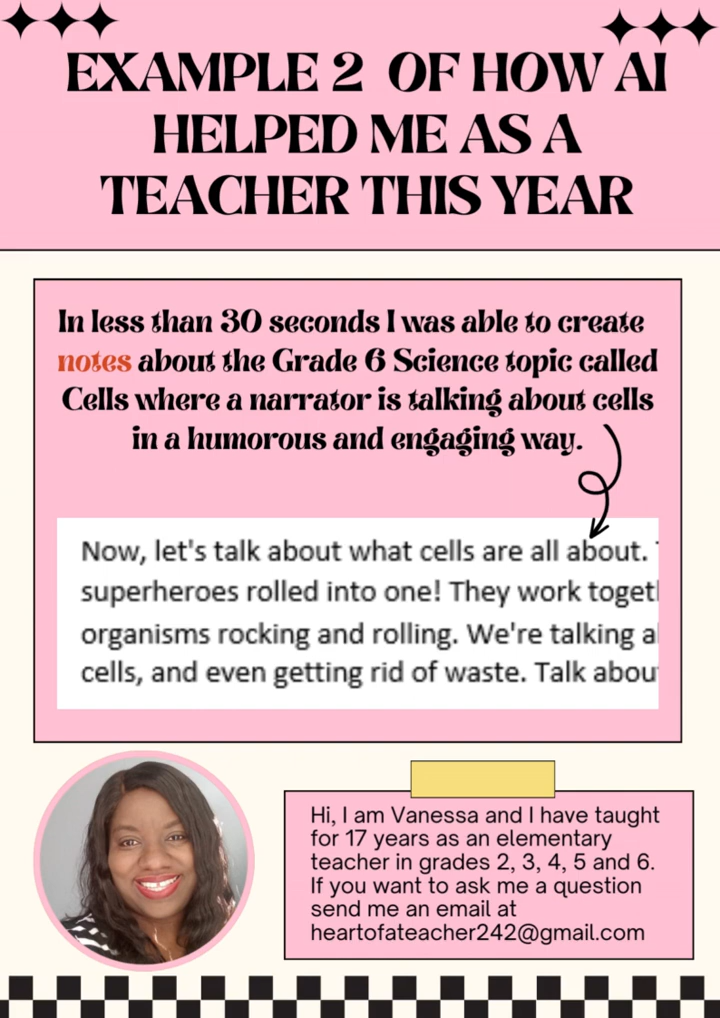 EXAMPLE 2 OF HOW AI
HELPED ME AS A
TEACHER THIS YEAR
In less than 30 seconds I was able to create
notes about the Grade 6 Science topic called
Cells where a narrator is talking about cells
in a humorous and engaging way.
Now, let's talk about what cells are all about.
superheroes rolled into one! They work togeth
organisms rocking and rolling. We're talking a
cells, and even getting rid of waste. Talk abou
Hi, I am Vanessa and I have taught
for 17 years as an elementary
teacher in grades 2, 3, 4, 5 and 6.
If you want to ask me a question
send me an email at
heartofateacher242@gmail.com